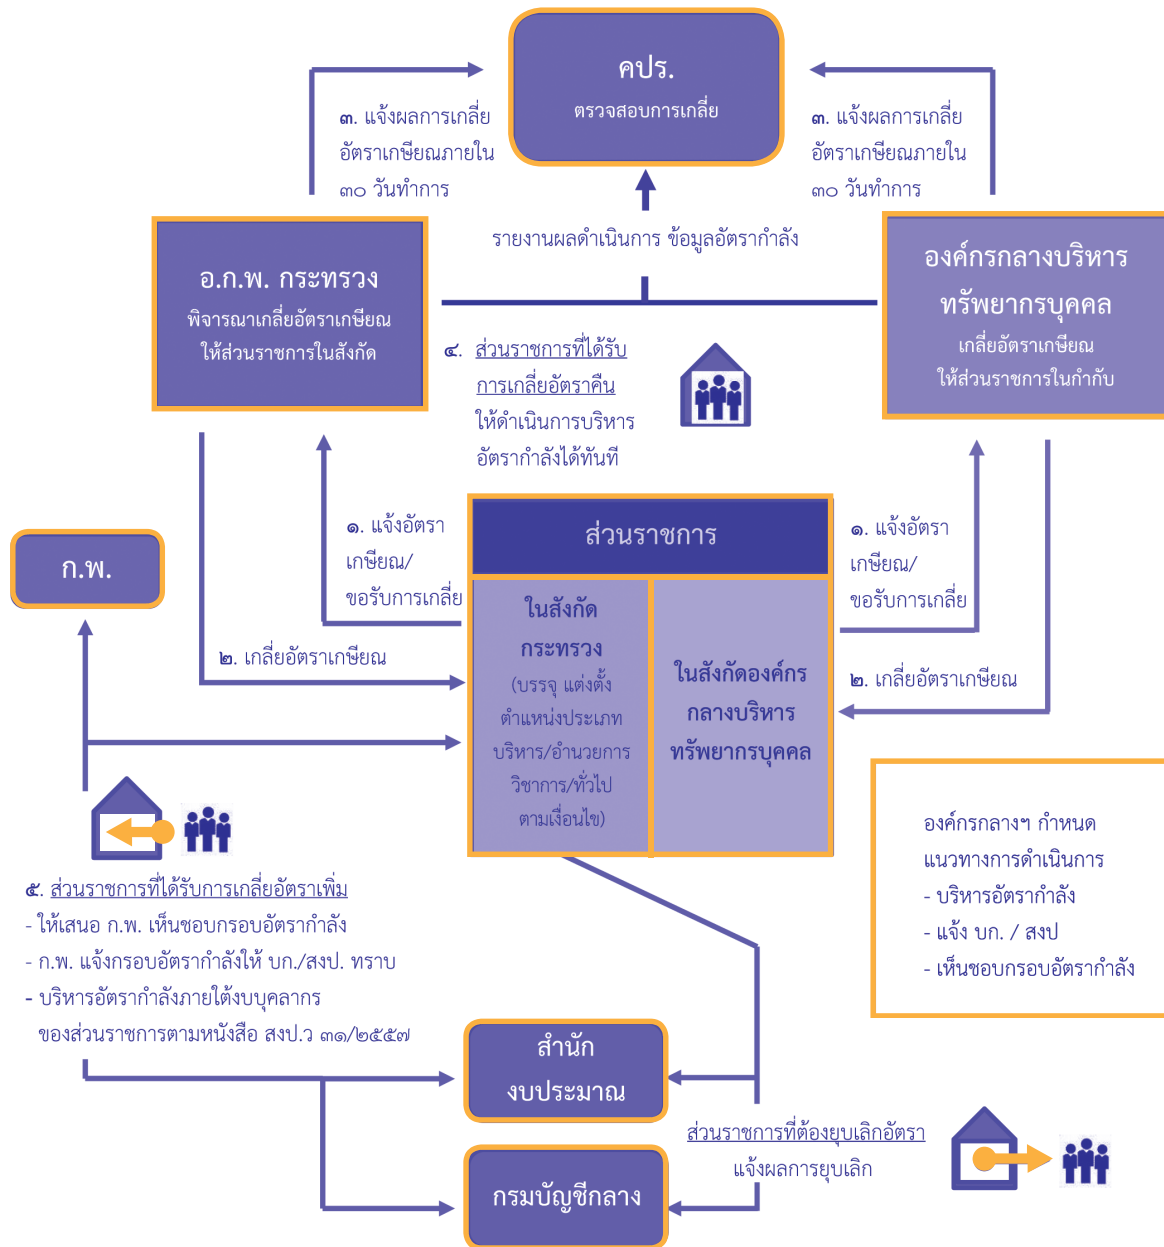 คปร.
ตรวจสอบการเกลี่ย
๓. แจ้งผลการเกลี่ย
อัตราเกษียณภายใน
๓๐ วันทำการ
๓. แจ้งผลการเกลี่ย
อัตราเกษียณภายใน
๓๐ วันทำการ
รายงานผลดำเนินการ ข้อมูลอัตรากำลัง
อ.ก.พ. กระทรวง
พิจารณาเกลี่ยอัตราเกษียณ
ให้ส่วนราชการในสังกัด
องค์กรกลางบริหาร
ทรัพยากรบุคคล
เกลี่ยอัตราเกษียณ
ให้ส่วนราชการในกำกับ
๔. ส่วนราชการที่ได้รับ
การเกลี่ยอัตราคืน
ให้ดำเนินการบริหาร
อัตรากำลังได้ทันที
๑. แจ้งอัตรา
เกษียณ/
ขอรับการเกลี่ย
ส่วนราชการ
๑. แจ้งอัตรา
เกษียณ/
ขอรับการเกลี่ย
ก.พ.
๒. เกลี่ยอัตราเกษียณ
ในสังกัด
กระทรวง
(บรรจุ แต่งตั้ง
ตำแหน่งประเภท
บริหาร/อำนวยการ
วิชาการ/ทั่วไป
ตามเงื่อนไข)
ในสังกัดองค์กร
กลางบริหาร
ทรัพยากรบุคคล
๒. เกลี่ยอัตราเกษียณ
องค์กรกลางฯ กำหนด
แนวทางการดำเนินการ
- บริหารอัตรากำลัง
- แจ้ง บก. / สงป
- เห็นชอบกรอบอัตรากำลัง
๕. ส่วนราชการที่ได้รับการเกลี่ยอัตราเพิ่ม
- ให้เสนอ ก.พ. เห็นชอบกรอบอัตรากำลัง
- ก.พ. แจ้งกรอบอัตรากำลังให้ บก./สงป. ทราบ
- บริหารอัตรากำลังภายใต้งบบุคลากร
ของส่วนราชการตามหนังสือ สงป.ว ๓๑/๒๕๕๗
สำนัก
งบประมาณ
ส่วนราชการที่ต้องยุบเลิกอัตรา
แจ้งผลการยุบเลิก
กรมบัญชีกลาง